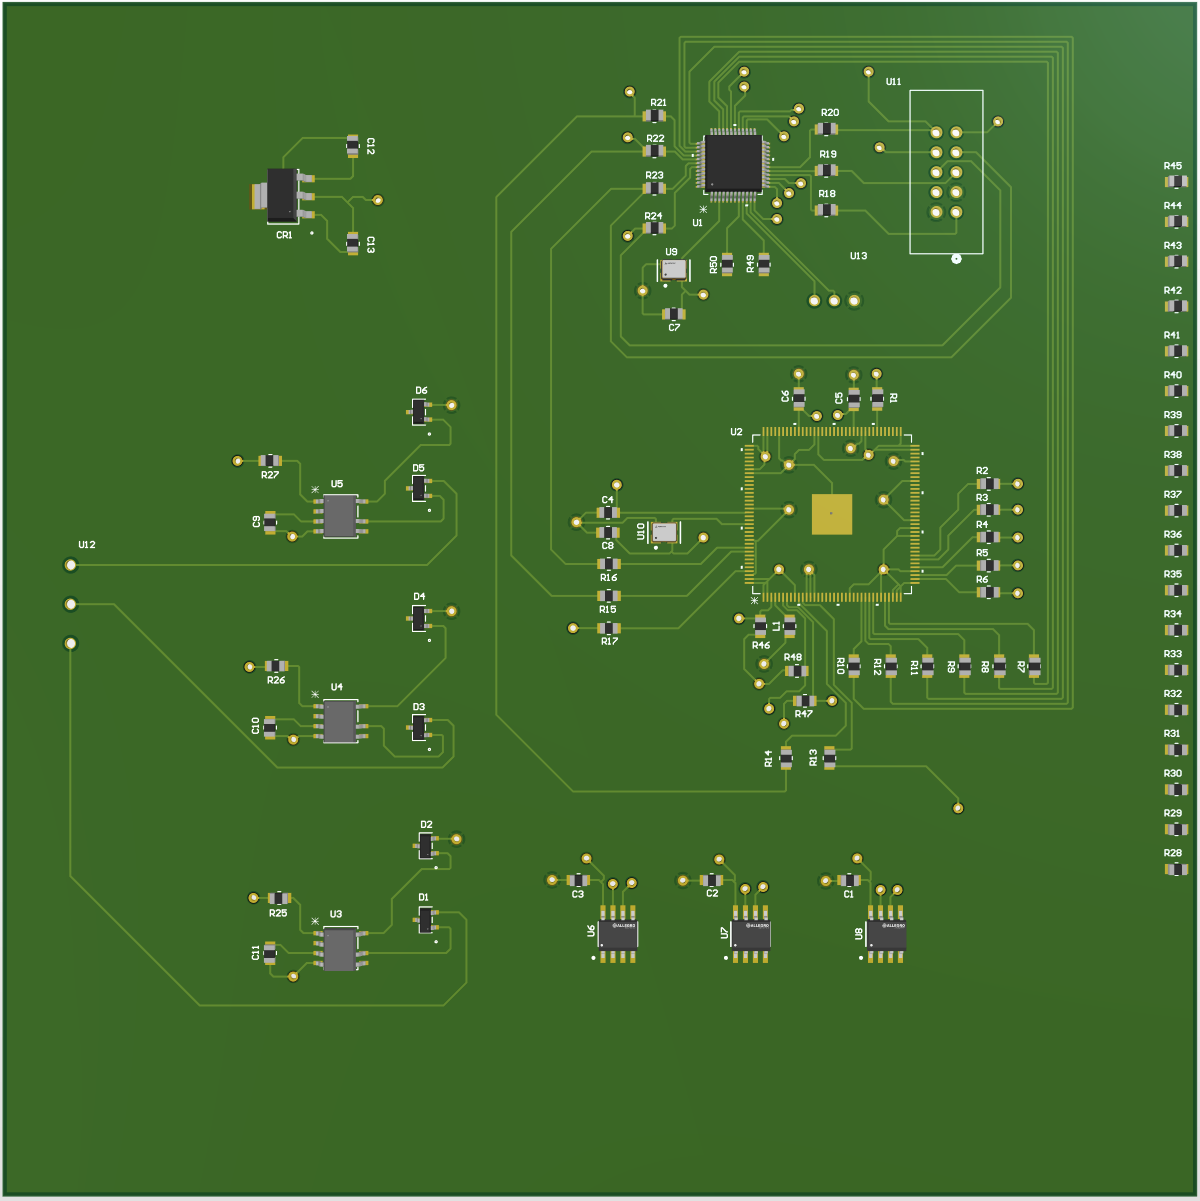 U11
R21
R20
R22
C12
R19
R45
R23
R18
R44
R24
U1
CR1
C13
U9
U13
R43
R50
R49
R42
C7
R41
R40
D6
C6
C5
R1
R39
U2
R38
R27
D5
R2
U5
R37
R3
C4
C9
R4
R36
U10
U12
C8
R5
R16
R35
R6
D4
R15
R34
R17
R46
L1
R33
R48
R10
R12
R11
R9
R8
R7
R26
U4
R32
D3
R47
C10
R31
R14
R13
R30
D2
R29
R28
C3
C2
C1
D1
R25
U3
U6
ALLEGRO
U7
ALLEGRO
U8
ALLEGRO
C11